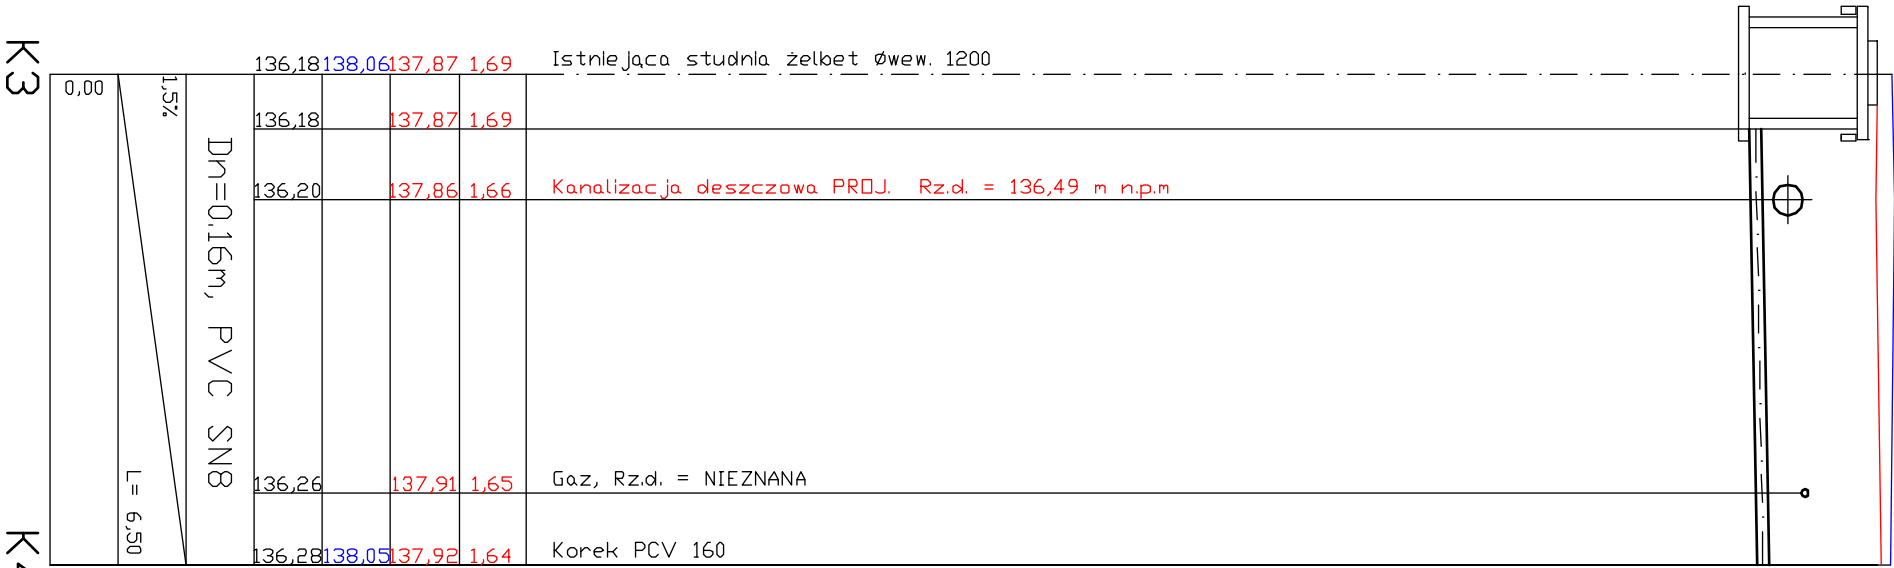 K3
0,00
1,5%
136,18 138,06 137,87 1,69 Istniejąca studnia żelbet Øwew. 1200
136,18 137,87 1,69
136,20 137,86 1,66 Kanalizacja deszczowa PROJ. Rz.d. = 136,49 m n.p.m
Dn=0.16m, PVC SN8
136,26 137,91 1,65 Gaz, Rz.d. = NIEZNANA
L= 6,50
136,28 138,05 137,92 1,64 Korek PCV 160
K